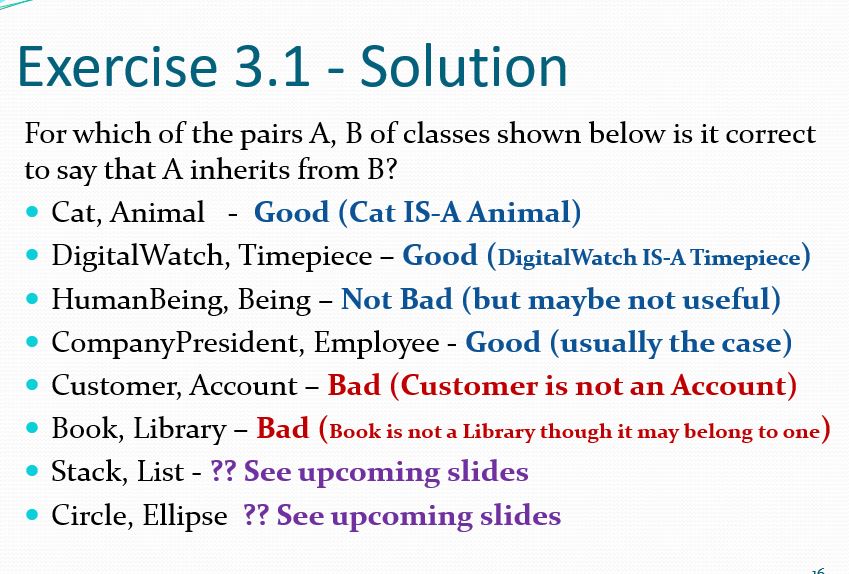 Exercise 3.1 - Solution
For which of the pairs A, B of classes shown below is it correct
to say that A inherits from B?
• Cat, Animal - Good (Cat IS-A Animal)
• DigitalWatch, Timepiece – Good (DigitalWatch IS-A Timepiece)
• HumanBeing, Being – Not Bad (but maybe not useful)
• CompanyPresident, Employee - Good (usually the case)
• Customer, Account – Bad (Customer is not an Account)
• Book, Library – Bad (Book is not a Library though it may belong to one)
• Stack, List - ?? See upcoming slides
• Circle, Ellipse ?? See upcoming slides
16